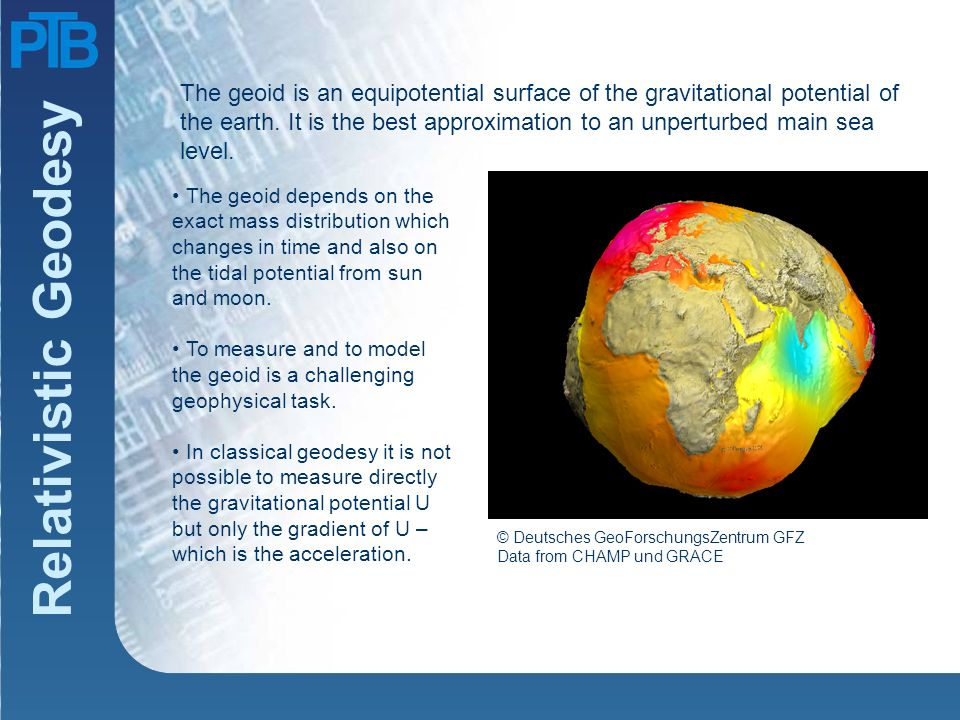 PTB
Relativistic Geodesy
The geoid is an equipotential surface of the gravitational potential of
the earth. It is the best approximation to an unperturbed main sea
level.
• The geoid depends on the
exact mass distribution which
changes in time and also on
the tidal potential from sun
and moon.
• To measure and to model
the geoid is a challenging
geophysical task.
• In classical geodesy it is not
possible to measure directly
the gravitational potential U
but only the gradient of U –
which is the acceleration.
© Deutsches GeoForschungsZentrum GFZ
Data from CHAMP und GRACE